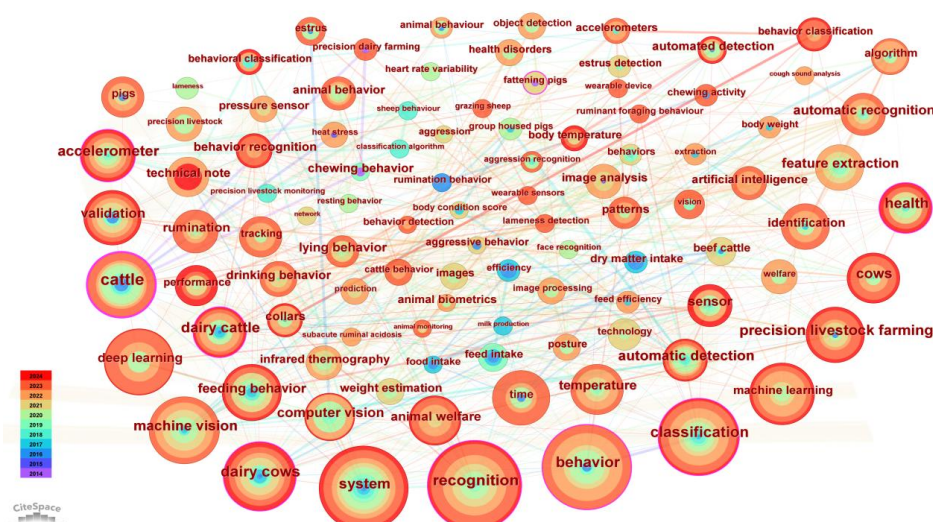 estrus
animal behaviour
object detection
accelerometers
behavior classification
precision dairy farming
automated detection
behavioral classification
health disorders
algorithm
estrus detection
heart rate variability
cough sound analysis
lameness
fattening pigs
wearable device
pigs
animal behavior
chewing activity
pressure sensor
sheep behaviour
grazing sheep
ruminant foraging behaviour
automatic recognition
precision livestock
heat stress
aggression
group housed pigs
body temperature
body weight
accelerometer
behavior recognition
classification algorithm
behaviors
extraction
aggression recognition
feature extraction
technical note
chewing behavior
rumination behavior
image analysis
artificial intelligence
precision livestock monitoring
wearable sensors
resting behavior
vision
health
validation
network
body condition score
patterns
behavior detection
lameness detection
identification
rumination
tracking
lying behavior
aggressive behavior
face recognition
beef cattle
dry matter intake
cattle
performance
drinking behavior
cattle behavior
images
efficiency
welfare
cows
prediction
image processing
animal biometrics
feed efficiency
sensor
dairy cattle
collars
animal monitoring
milk production
technology
precision livestock farming
subacute ruminal acidosis
posture
deep learning
infrared thermography
food intake
feed intake
automatic detection
feeding behavior
weight estimation
time
temperature
machine learning
machine vision
computer vision
animal welfare
classification
dairy cows
system
recognition
behavior
2024
2023
2022
2021
2020
2019
2018
2017
2016
2015
2014
CiteSpace